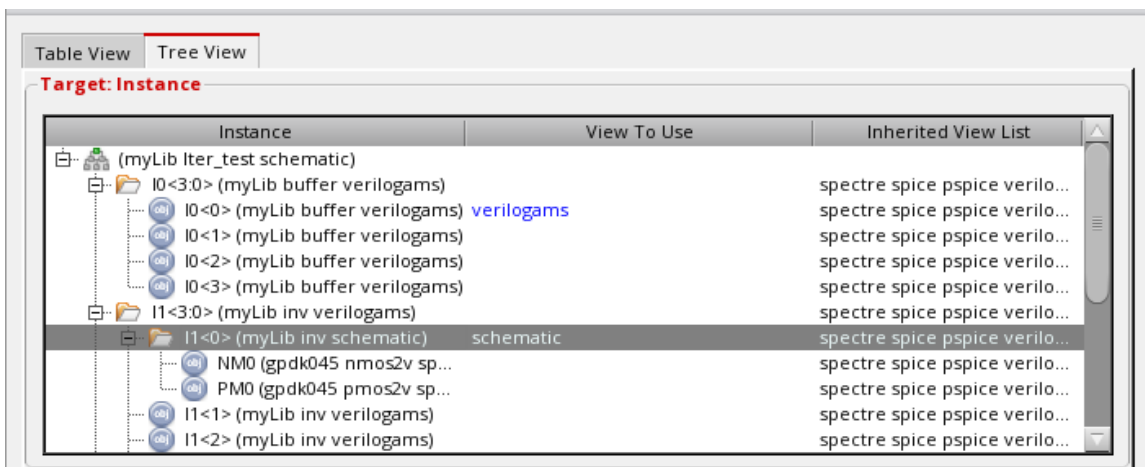 Table View Tree View
Target: Instance
Instance View To Use Inherited View List
(myLib Iter_test schematic)
I0<3:0> (myLib buffer verilogams) spectre spice pspice verilo...
I0<0> (myLib buffer verilogams) verilogams spectre spice pspice verilo...
I0<1> (myLib buffer verilogams) spectre spice pspice verilo...
I0<2> (myLib buffer verilogams) spectre spice pspice verilo...
I0<3> (myLib buffer verilogams) spectre spice pspice verilo...
I1<3:0> (myLib inv verilogams) spectre spice pspice verilo...
I1<0> (myLib inv schematic) schematic spectre spice pspice verilo...
obj NM0 (gpdk045 nmos2v sp... spectre spice pspice verilo...
obj PM0 (gpdk045 pmos2v sp... spectre spice pspice verilo...
obj I1<1> (myLib inv verilogams) spectre spice pspice verilo...
obj I1<2> (myLib inv verilogams) spectre spice pspice verilo...